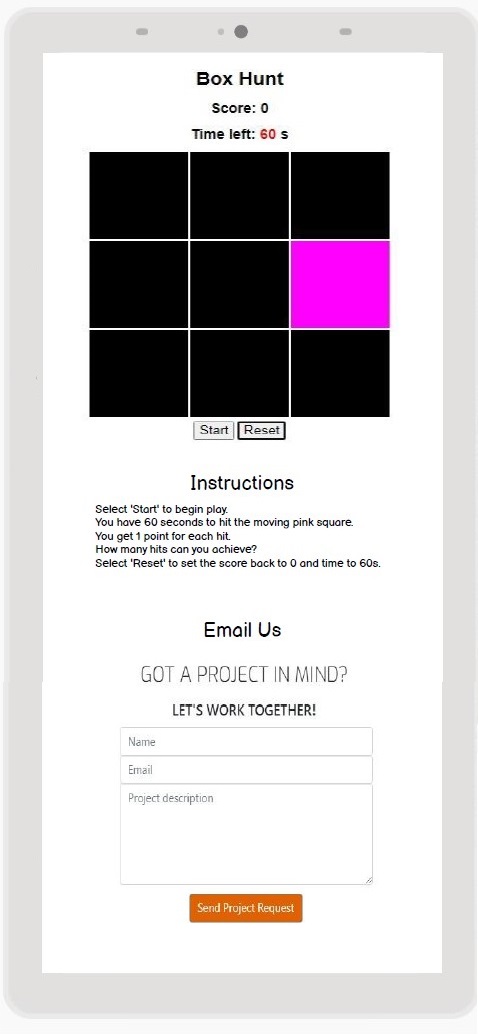 Box Hunt
Score: 0
Time left: 60 s
Start Reset
Instructions
Select 'Start' to begin play.
You have 60 seconds to hit the moving pink square.
You get 1 point for each hit.
How many hits can you achieve?
Select 'Reset' to set the score back to 0 and time to 60s.
Email Us
GOT A PROJECT IN MIND?
LET'S WORK TOGETHER!
Name
Email
Project description
Send Project Request